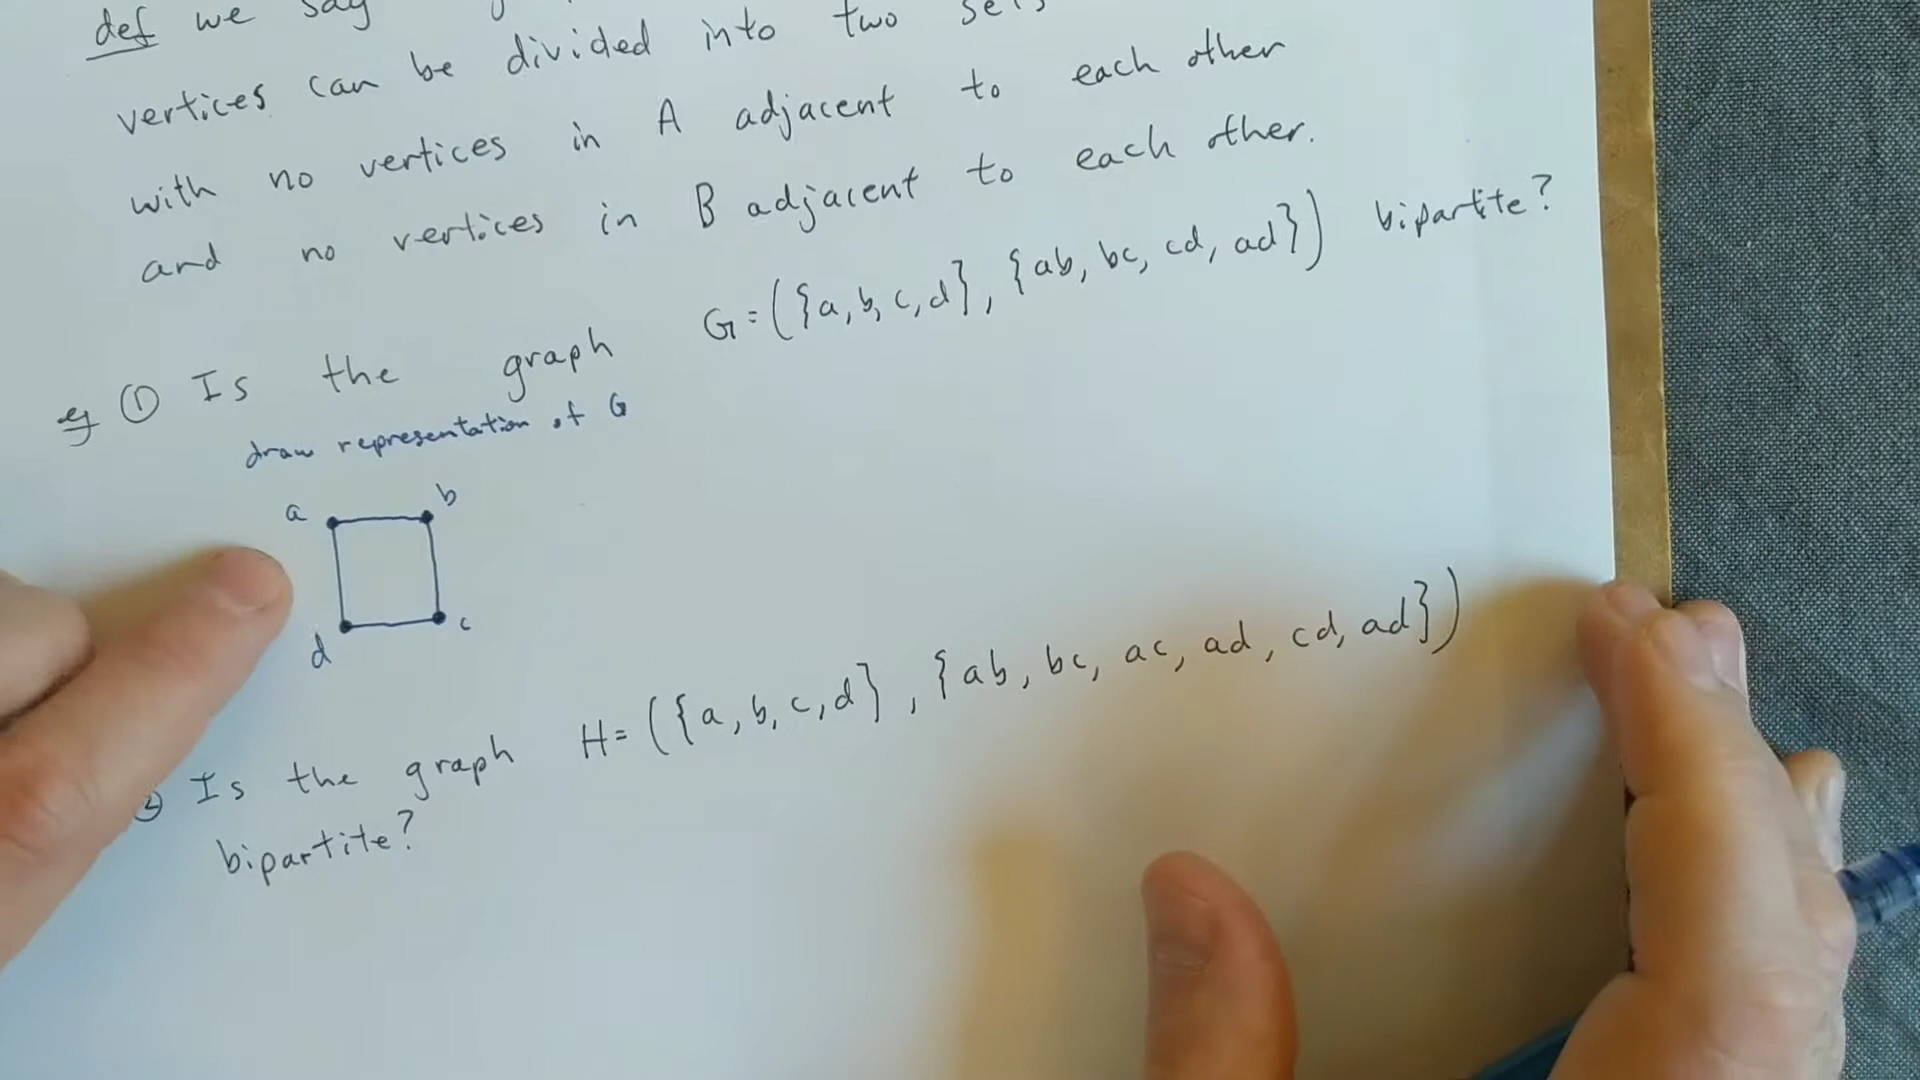 def we say
vertices can be divided into two sets
with no vertices in A adjacent to each other
and no vertices in B adjacent to each other.
eg ① Is the graph G=({a,b,c,d}, {ab, bc, cd, ad}) bipartite?
draw representation of G
a b
d c
② Is the graph H=({a,b,c,d}, {ab, bc, ac, ad, cd, ad})
bipartite?